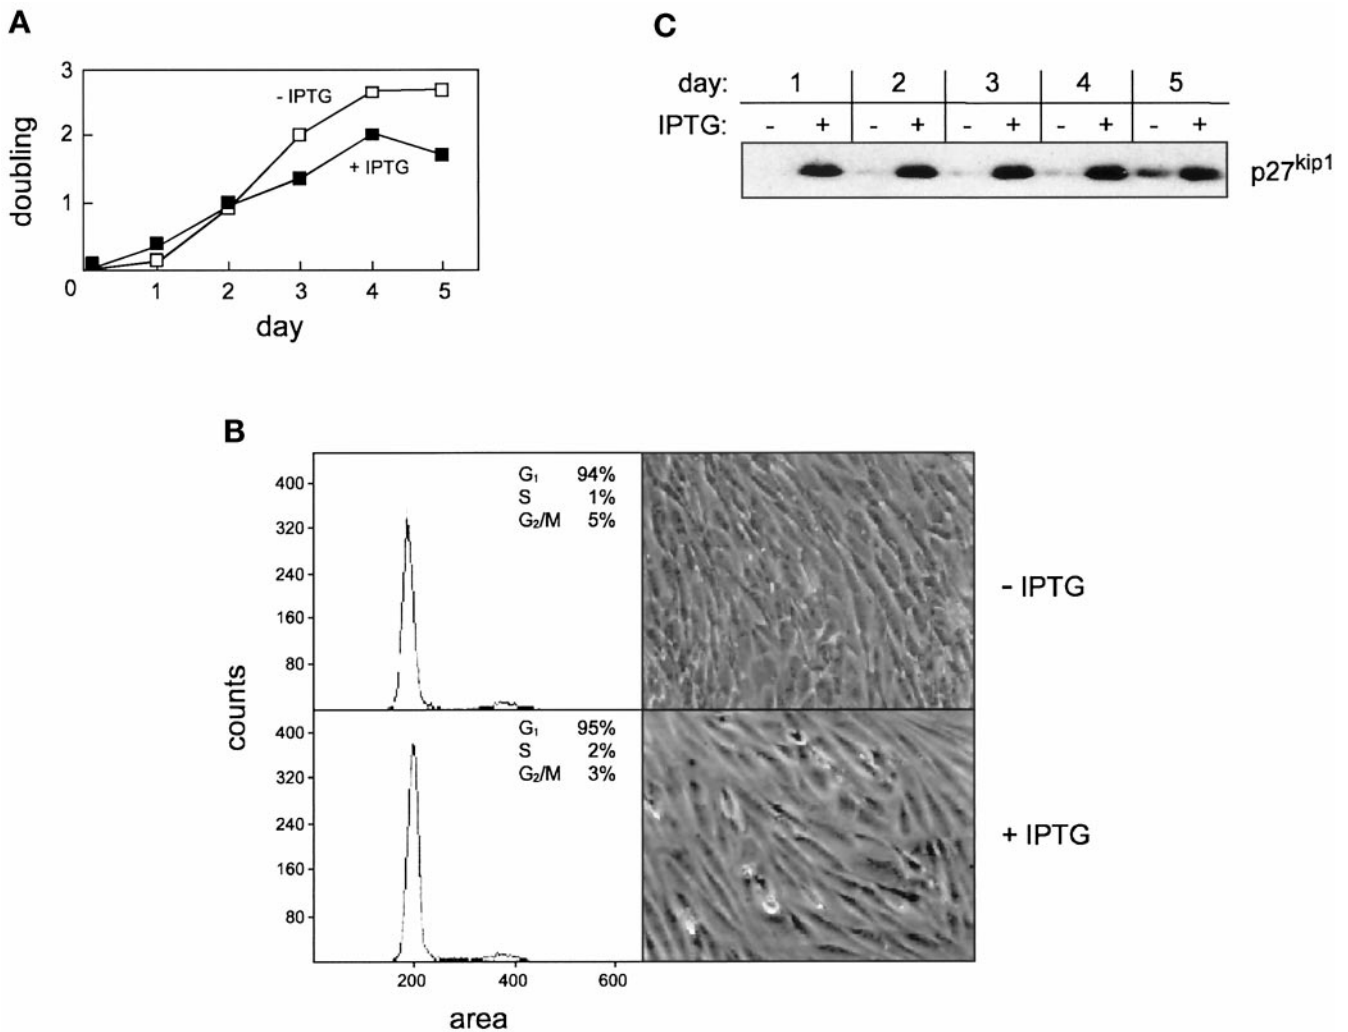 A
3
2
1
0
doubling
- IPTG
+ IPTG
1 2 3 4 5
day
C
day: 1 2 3 4 5
IPTG: - + - + - + - + - +
p27kip1
B
400
320
240
160
80
G₁ 94%
S 1%
G₂/M 5%
- IPTG
counts
400
320
240
160
80
G₁ 95%
S 2%
G₂/M 3%
+ IPTG
200 400 600
area